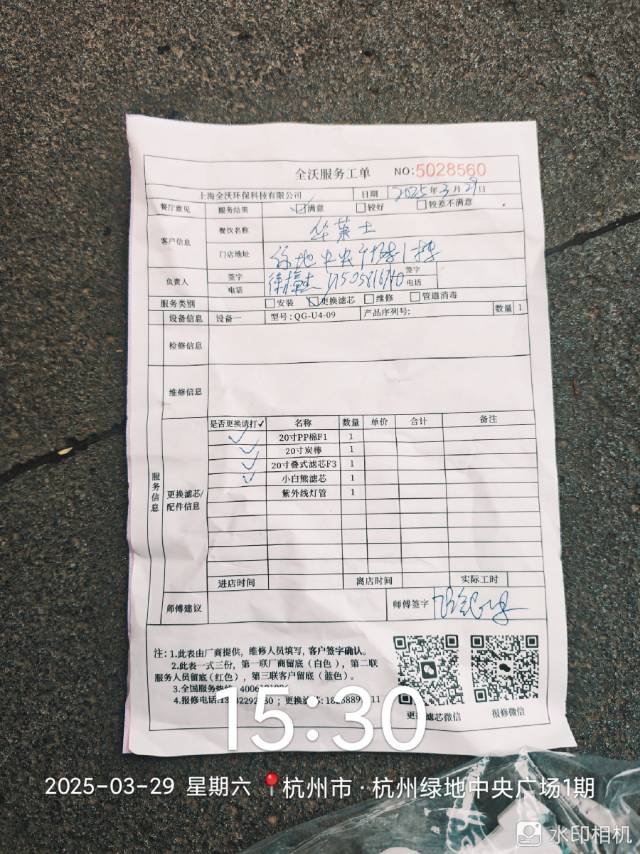 全沃服务工单 NO:5028560
上海全沃环保科技有限公司 日期 2025年3月29日
餐厅意见 服务结果 ☑满意 □较好 □较差不满意
客户信息 餐饮名称 华莱士
门店地址 绿地中央广场1楼
负责人 签字 签字
电话 电话
服务类别 □安装 ☑更换滤芯 □维修 □管道消毒
设备信息 设备一 型号:QG-U4-09 产品序列号: 数量 1
检修信息
维修信息
服务信息
更换滤芯/配件信息
是否更换请打✓ 名称 数量 单价 合计 备注
✓ 20寸PP棉F1 1
✓ 20寸炭棒 1
✓ 20寸叠式滤芯F3 1
✓ 小白熊滤芯 1
紫外线灯管 1
进店时间 离店时间 实际工时
师傅建议 师傅签字
注:1.此表由厂商提供,维修人员填写,客户签字确认。
2.此表一式三份,第一联厂商留底(白色),第二联
服务人员留底(红色),第三联客户留底(蓝色)。
3.全国服务
4.报修电话: 更换滤
更换滤芯微信 报修微信
15:30
2025-03-29 星期六 杭州市·杭州绿地中央广场1期
水印相机